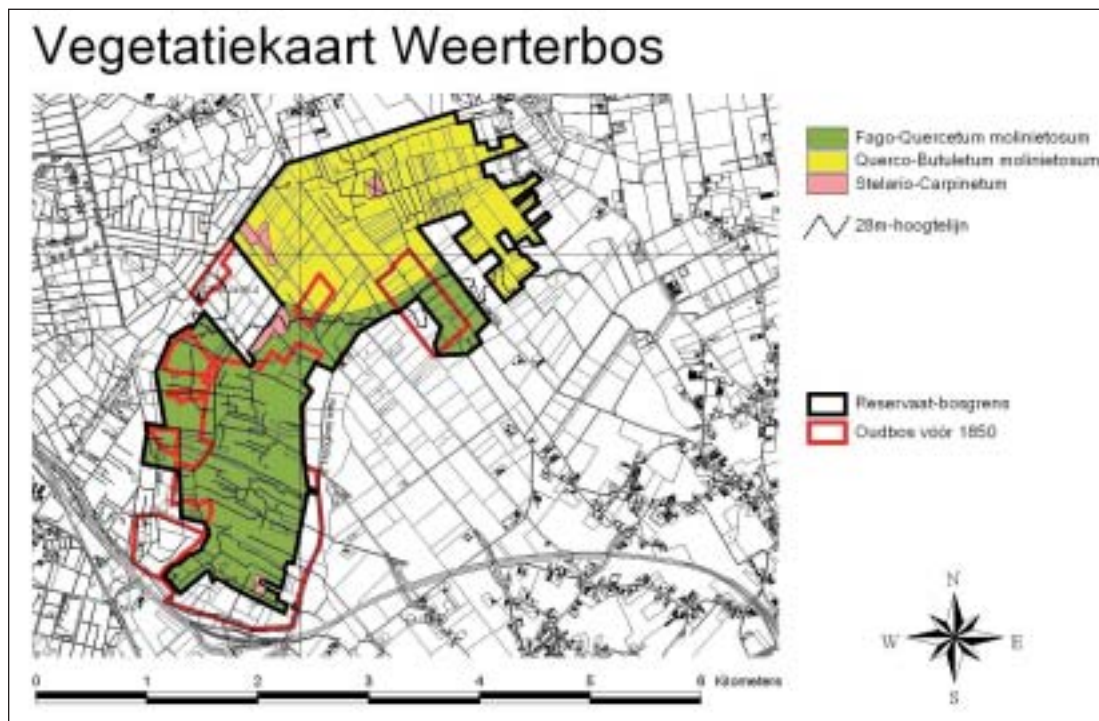 Vegetatiekaart Weerterbos
Fago-Quercetum molinietosum
Querco-Butuletum molinietosum
Stelario-Carpinetum
28m-hoogtelijn
Reservaat-bosgrens
Oudbos vóór 1850
N
W E
S
0 1 2 3 4 5 6 Kilometers